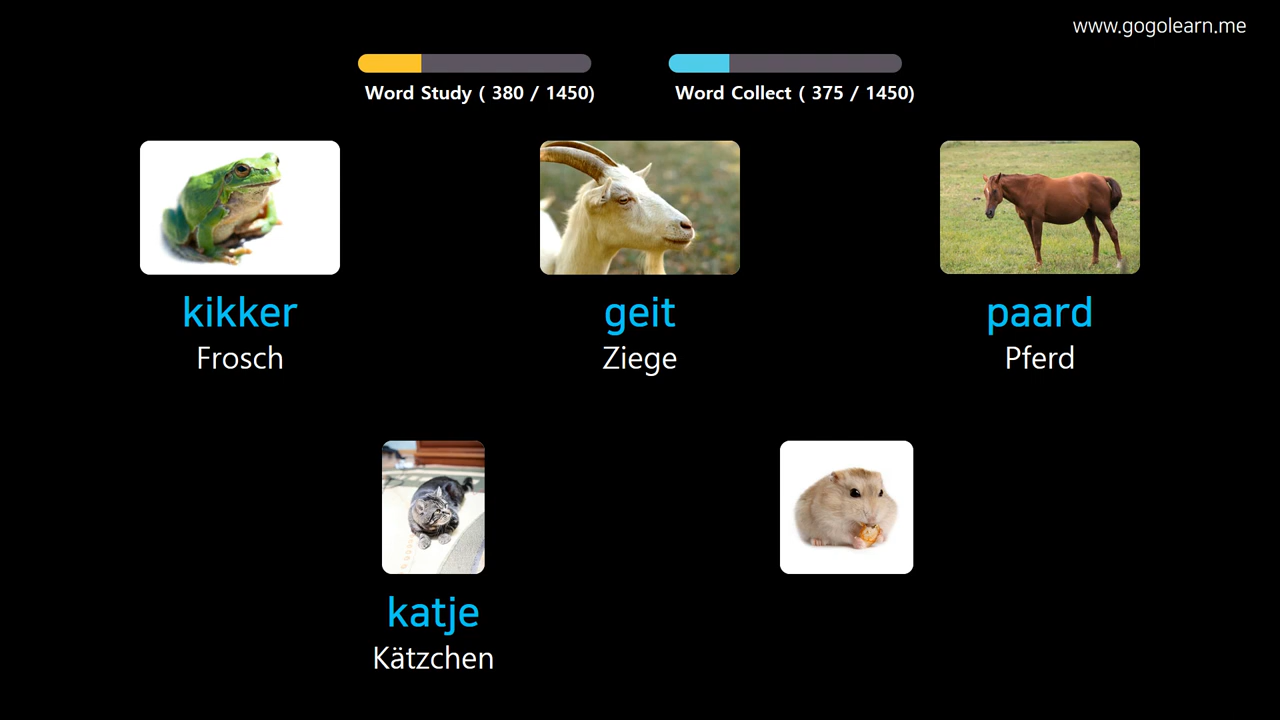 www.gogolearn.me
Word Study ( 380 / 1450)
Word Collect ( 375 / 1450)
kikker
Frosch
geit
Ziege
paard
Pferd
katje
Kätzchen